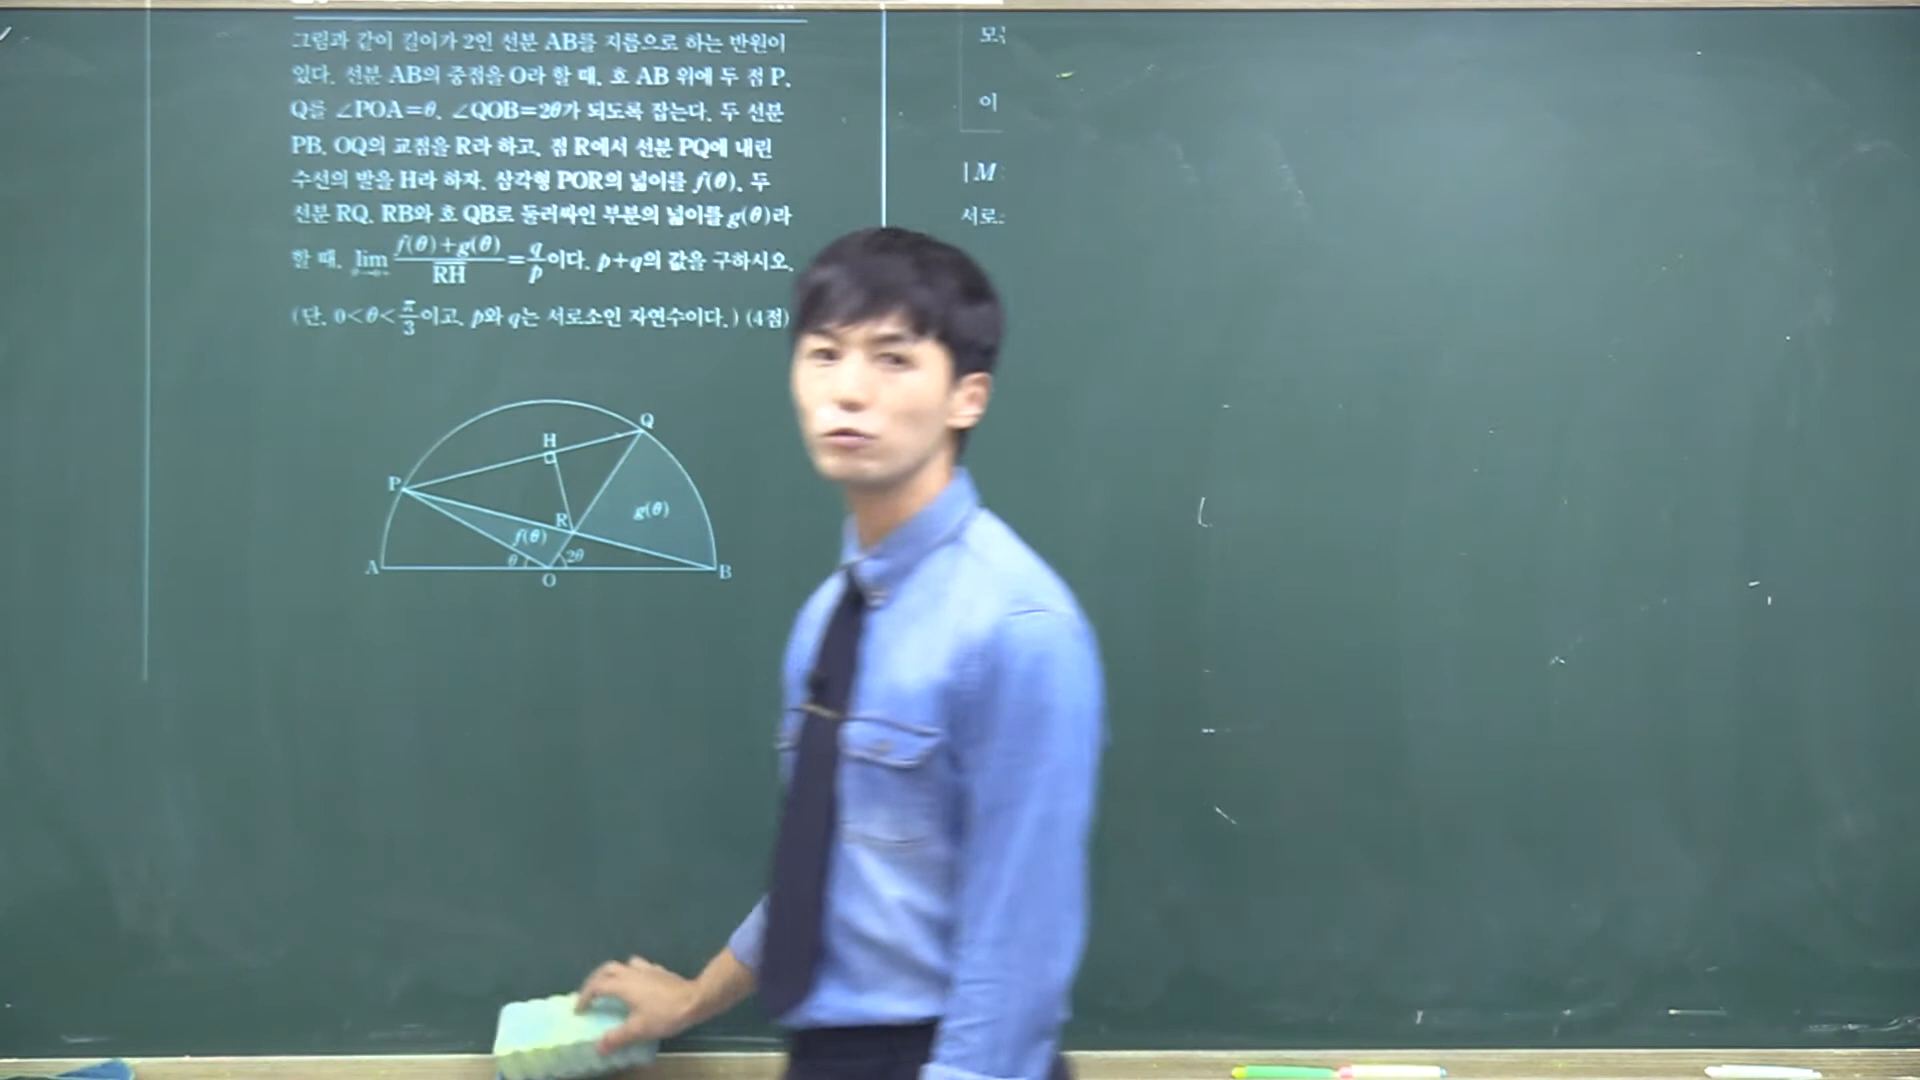 그림과 같이 길이가 2인 선분 AB를 지름으로 하는 반원이
있다. 선분 AB의 중점을 O라 할 때, 호 AB 위에 두 점 P,
Q를 ∠POA=θ, ∠QOB=2θ가 되도록 잡는다. 두 선분
PB, OQ의 교점을 R라 하고, 점 R에서 선분 PQ에 내린
수선의 발을 H라 하자. 삼각형 POR의 넓이를 f(θ), 두
선분 RQ, RB와 호 QB로 둘러싸인 부분의 넓이를 g(θ)라
할 때, lim θ→0+ (f(θ)+g(θ))/RH = q/p이다. p+q의 값을 구하시오.
(단, 0<θ<π/3이고, p와 q는 서로소인 자연수이다.) (4점)
Q
H
P
R
g(θ)
f(θ)
θ
2θ
A
O
B
이
|M
서로